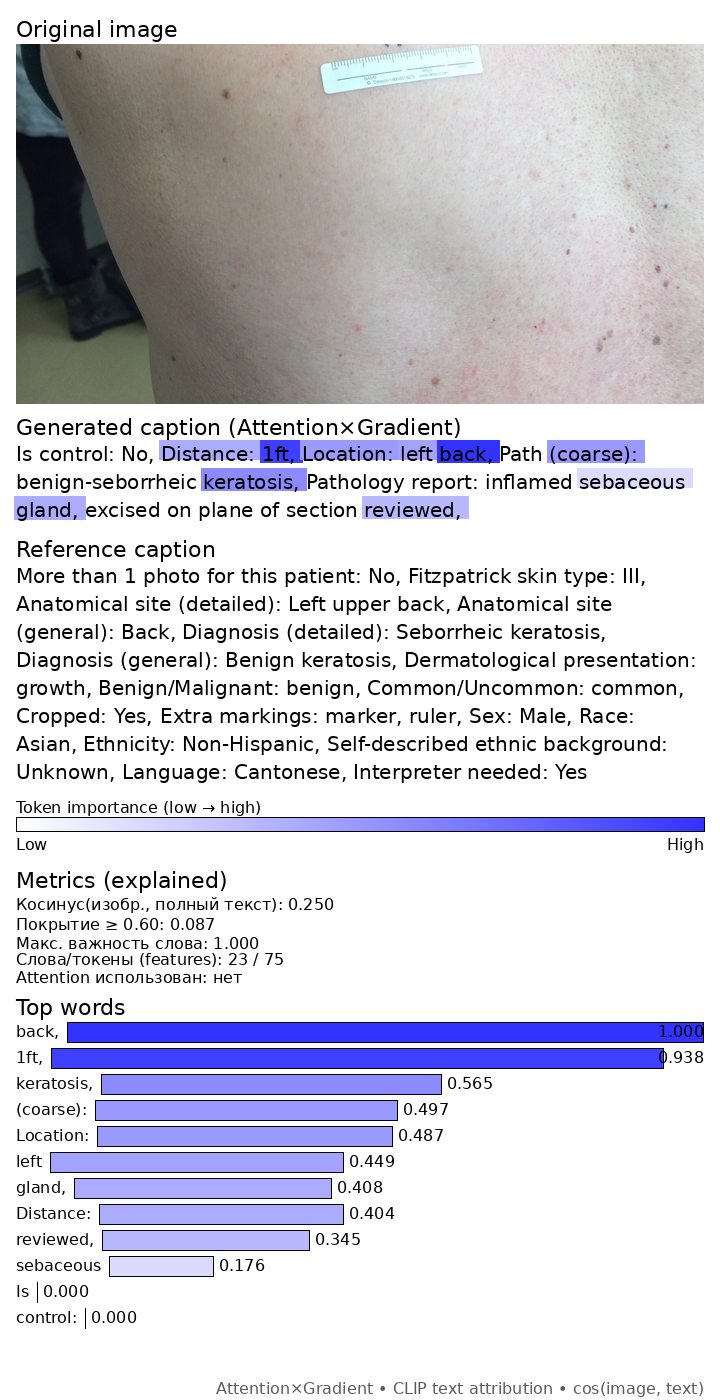 Original image
Generated caption (Attention×Gradient)
Is control: No, Distance: 1ft, Location: left back, Path (coarse):
benign-seborrheic keratosis, Pathology report: inflamed sebaceous
gland, excised on plane of section reviewed,
Reference caption
More than 1 photo for this patient: No, Fitzpatrick skin type: III,
Anatomical site (detailed): Left upper back, Anatomical site
(general): Back, Diagnosis (detailed): Seborrheic keratosis,
Diagnosis (general): Benign keratosis, Dermatological presentation:
growth, Benign/Malignant: benign, Common/Uncommon: common,
Cropped: Yes, Extra markings: marker, ruler, Sex: Male, Race:
Asian, Ethnicity: Non-Hispanic, Self-described ethnic background:
Unknown, Language: Cantonese, Interpreter needed: Yes
Token importance (low → high)
Low High
Metrics (explained)
Косинус(изобр., полный текст): 0.250
Покрытие ≥ 0.60: 0.087
Макс. важность слова: 1.000
Слова/токены (features): 23 / 75
Attention использован: нет
Top words
back, 1.000
1ft, 0.938
keratosis, 0.565
(coarse): 0.497
Location: 0.487
left 0.449
gland, 0.408
Distance: 0.404
reviewed, 0.345
sebaceous 0.176
Is 0.000
control: 0.000
Attention×Gradient • CLIP text attribution • cos(image, text)